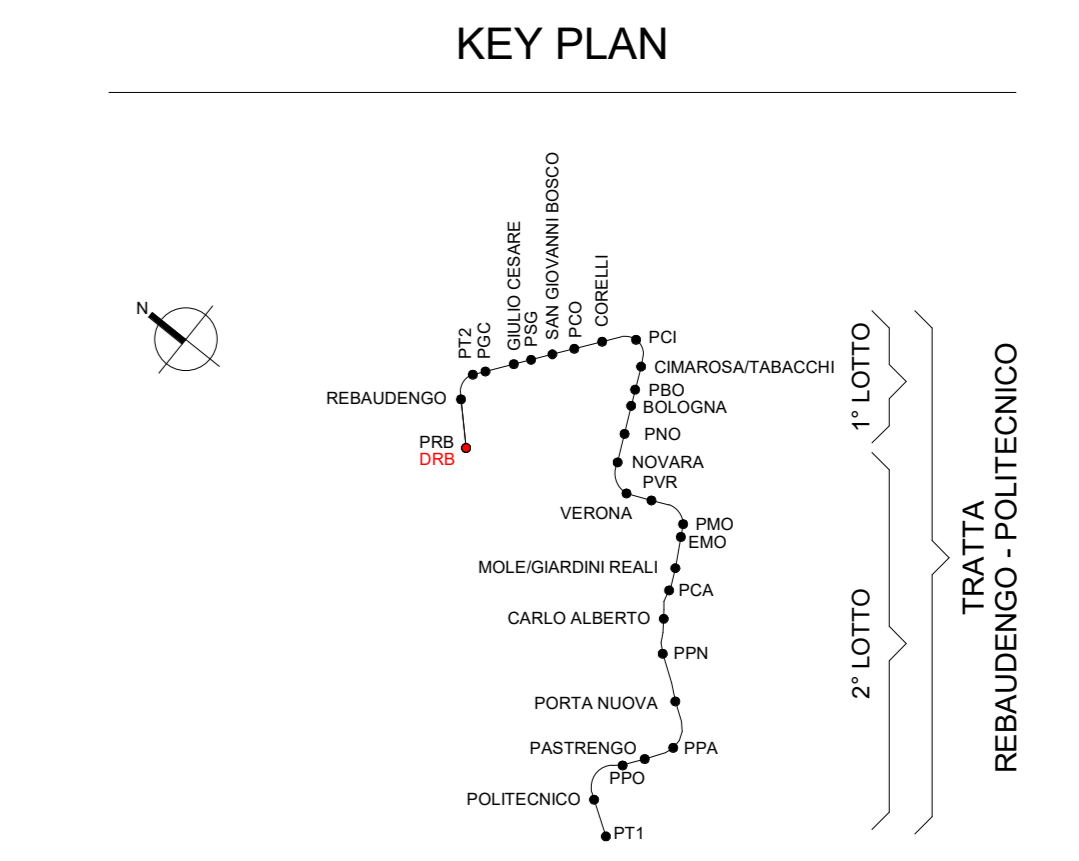 KEY PLAN
N
REBAUDENGO
PRB
DRB
PT2
PGC
GIULIO CESARE
PSG
SAN GIOVANNI BOSCO
PCO
CORELLI
PCI
CIMAROSA/TABACCHI
PBO
BOLOGNA
PNO
NOVARA
PVR
VERONA
PMO
EMO
MOLE/GIARDINI REALI
PCA
CARLO ALBERTO
PPN
PORTA NUOVA
PASTRENGO
PPA
PPO
POLITECNICO
PT1
1° LOTTO
2° LOTTO
TRATTA
REBAUDENGO - POLITECNICO